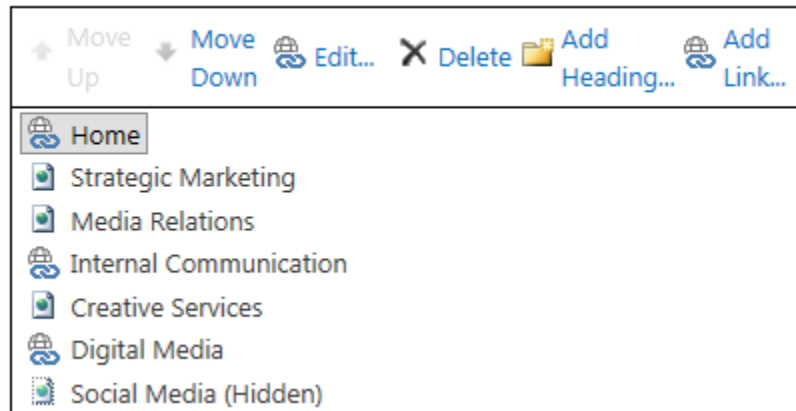 Move Up
Move Down
Edit...
Delete
Add Heading...
Add Link...
Home
Strategic Marketing
Media Relations
Internal Communication
Creative Services
Digital Media
Social Media (Hidden)